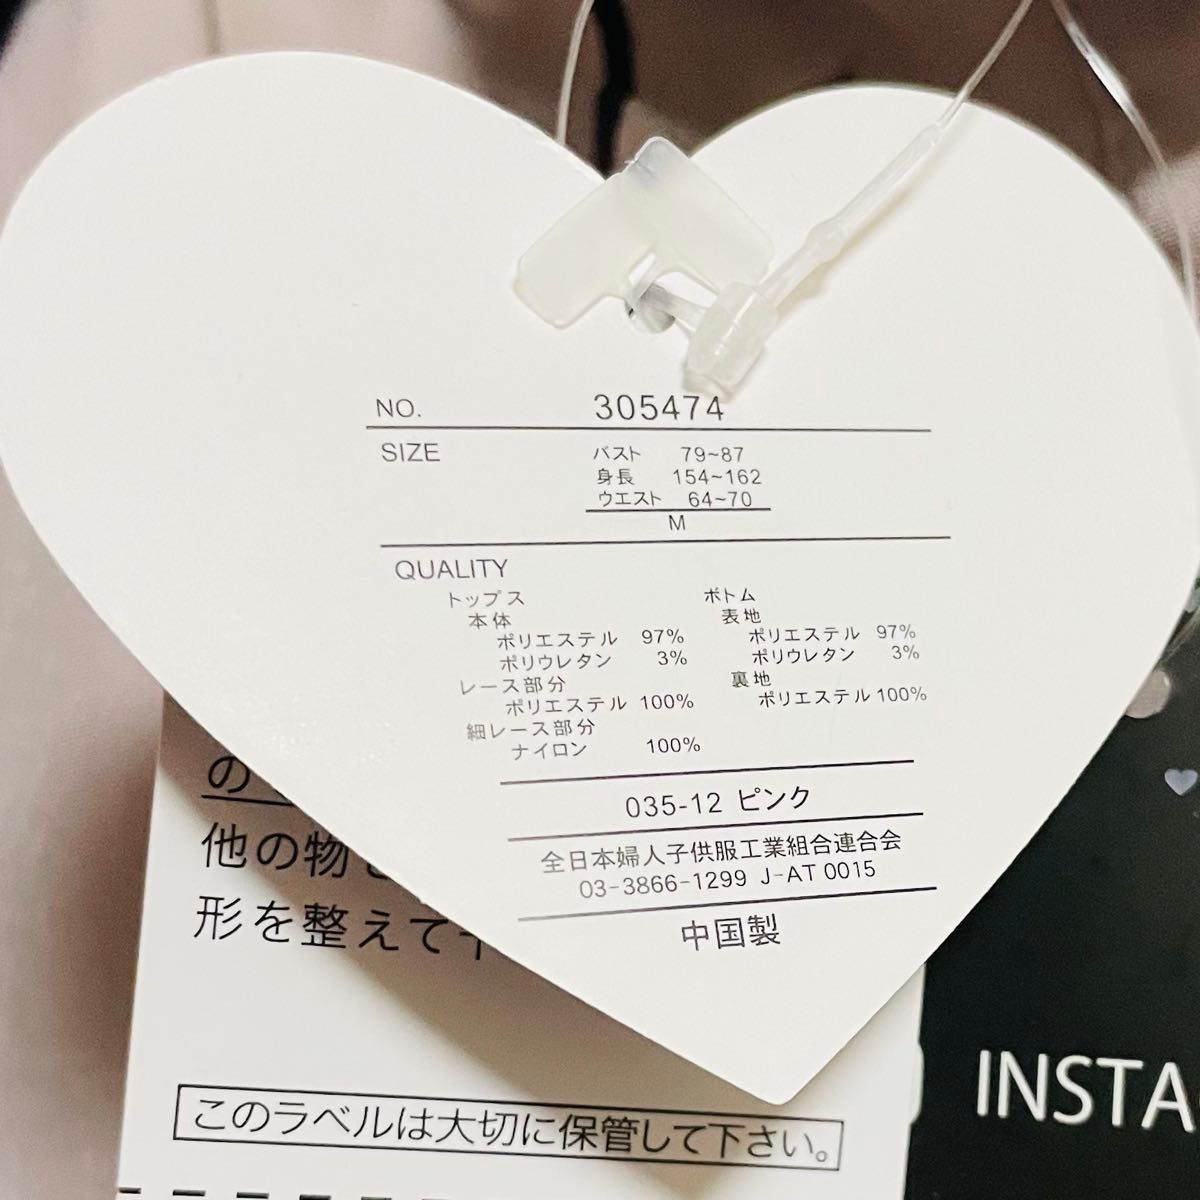 NO. 305474
SIZE バスト 79~87
身長 154~162
ウエスト 64~70
M
QUALITY
トップス
本体
ポリエステル 97%
ポリウレタン 3%
レース部分
ポリエステル 100%
細レース部分
ナイロン 100%
ボトム
表地
ポリエステル 97%
ポリウレタン 3%
裏地
ポリエステル 100%
035-12 ピンク
全日本婦人子供服工業組合連合会
03-3866-1299 J-AT 0015
中国製
の
他の物
形を整えて
このラベルは大切に保管して下さい。
INSTA